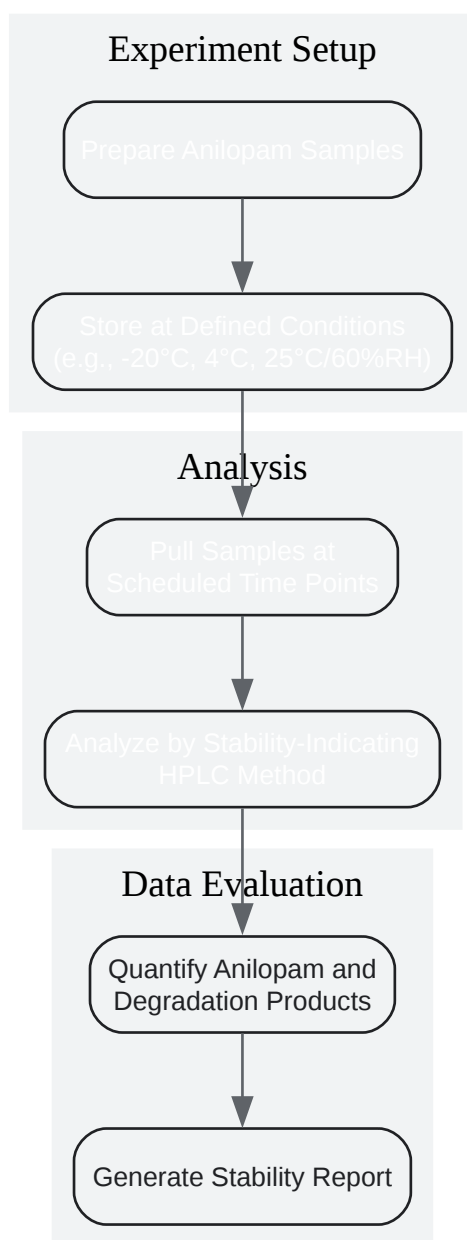 Experiment Setup
Prepare Anilopam Samples
Store at Defined Conditions
(e.g., -20°C, 4°C, 25°C/60%RH)
Analysis
Pull Samples at
Scheduled Time Points
Analyze by Stability-Indicating
HPLC Method
Data Evaluation
Quantify Anilopam and
Degradation Products
Generate Stability Report